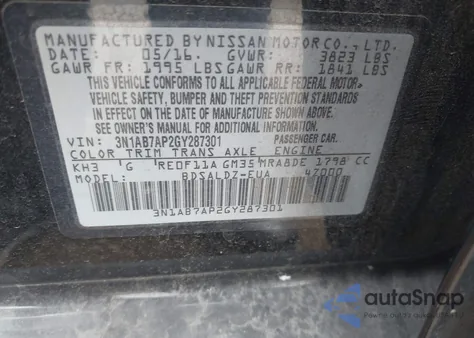 MANUFACTURED BY NISSAN MOTOR CO., LTD.
DATE: 05/16. GVWR: 3823 LBS
GAWR FR: 1995 LBS GAWR RR: 1841 LBS
THIS VEHICLE CONFORMS TO ALL APPLICABLE FEDERAL MOTOR
VEHICLE SAFETY, BUMPER AND THEFT PREVENTION STANDARDS
IN EFFECT ON THE DATE OF MANUFACTURE SHOWN ABOVE.
SEE OWNER'S MANUAL FOR ADDITIONAL INFORMATION.
VIN: 3N1AB7AP2GY287301 PASSENGER CAR.
COLOR TRIM TRANS AXLE ENGINE
KH3 G RE0F11A GM35 MRA8DE 1798 CC
MODEL: BDSALDZ-EUA 47000
3N1AB7AP2GY287301
autoSnap